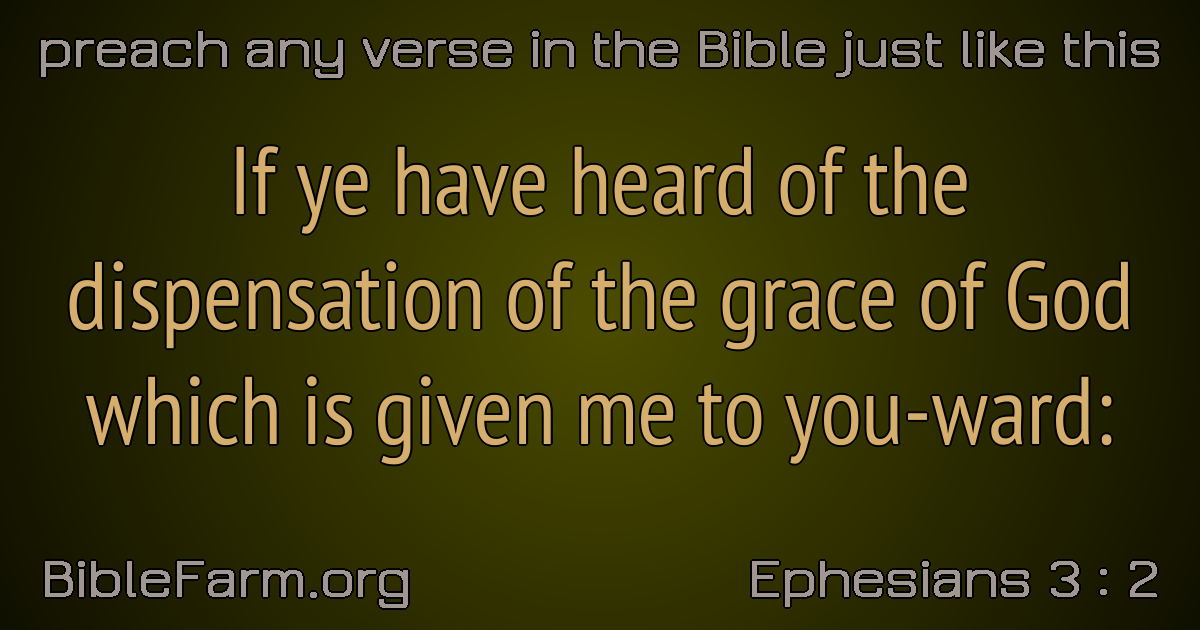 preach any verse in the Bible just like this
If ye have heard of the
dispensation of the grace of God
which is given me to you-ward:
BibleFarm.org
Ephesians 3 : 2